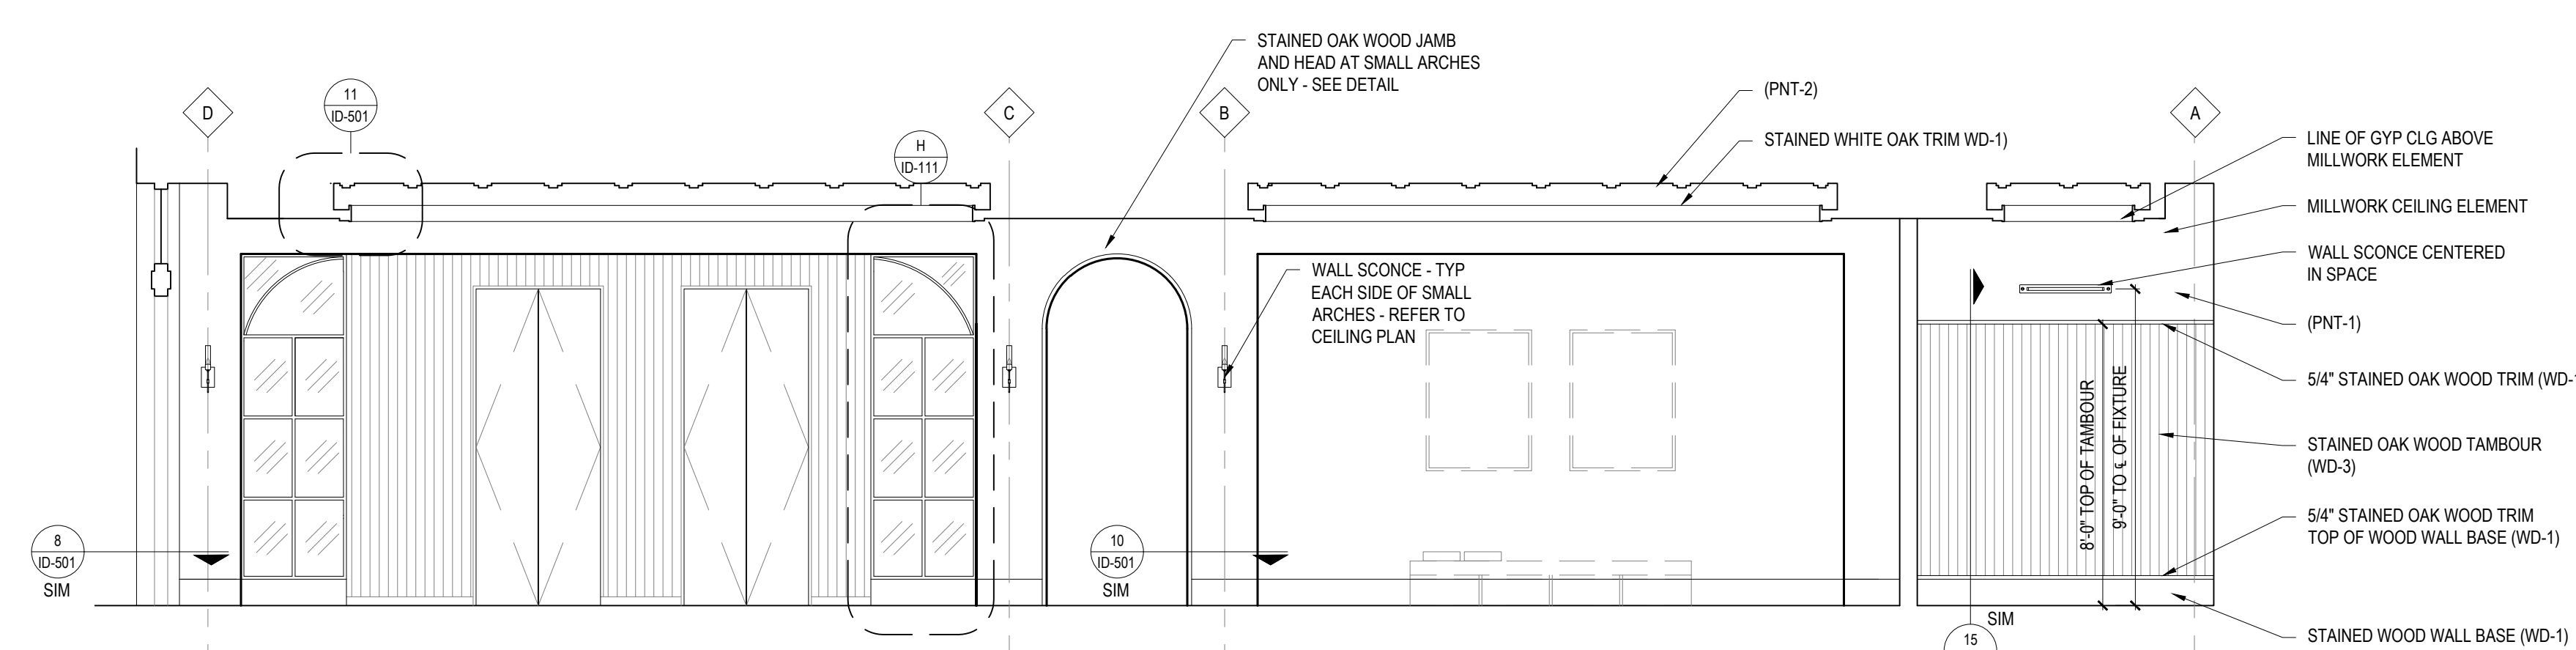 STAINED OAK WOOD JAMB
AND HEAD AT SMALL ARCHES
ONLY - SEE DETAIL
11
ID-501
D
C
B
A
(PNT-2)
STAINED WHITE OAK TRIM WD-1)
H
ID-111
LINE OF GYP CLG ABOVE
MILLWORK ELEMENT
MILLWORK CEILING ELEMENT
WALL SCONCE CENTERED
IN SPACE
WALL SCONCE - TYP
EACH SIDE OF SMALL
ARCHES - REFER TO
CEILING PLAN
(PNT-1)
5/4" STAINED OAK WOOD TRIM (WD-1
8'-0" TOP OF TAMBOUR
9'-0" TO ℄ OF FIXTURE
STAINED OAK WOOD TAMBOUR
(WD-3)
5/4" STAINED OAK WOOD TRIM
TOP OF WOOD WALL BASE (WD-1)
8
ID-501
SIM
10
ID-501
SIM
SIM
15
STAINED WOOD WALL BASE (WD-1)